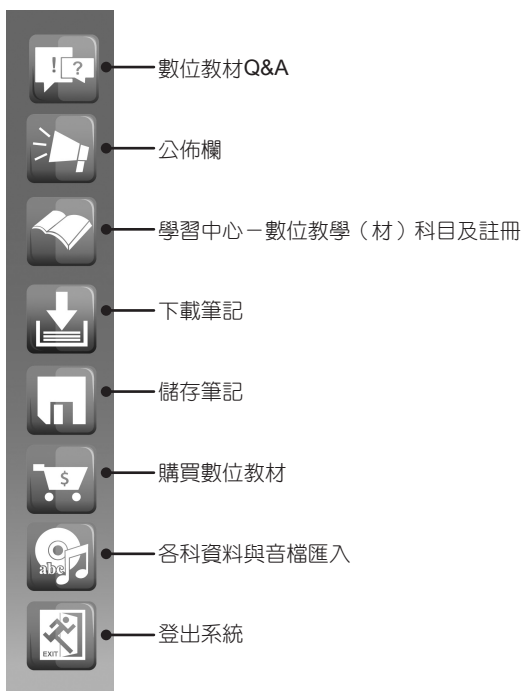 ! ?
數位教材Q&A
公佈欄
學習中心－數位教學（材）科目及註冊
下載筆記
儲存筆記
$
購買數位教材
abc
各科資料與音檔匯入
EXIT
登出系統